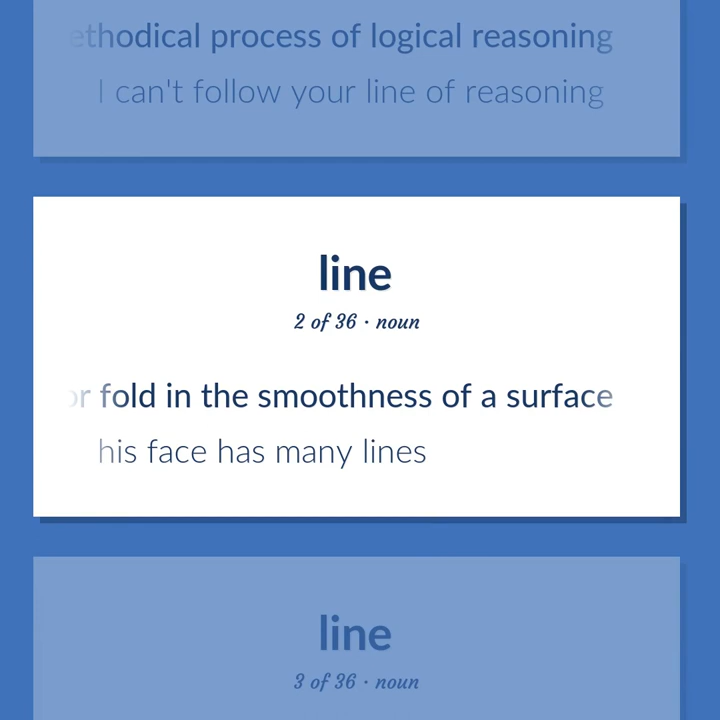 ethodical process of logical reasoning
I can't follow your line of reasoning
line
2 of 36 · noun
or fold in the smoothness of a surface
his face has many lines
line
3 of 36 · noun